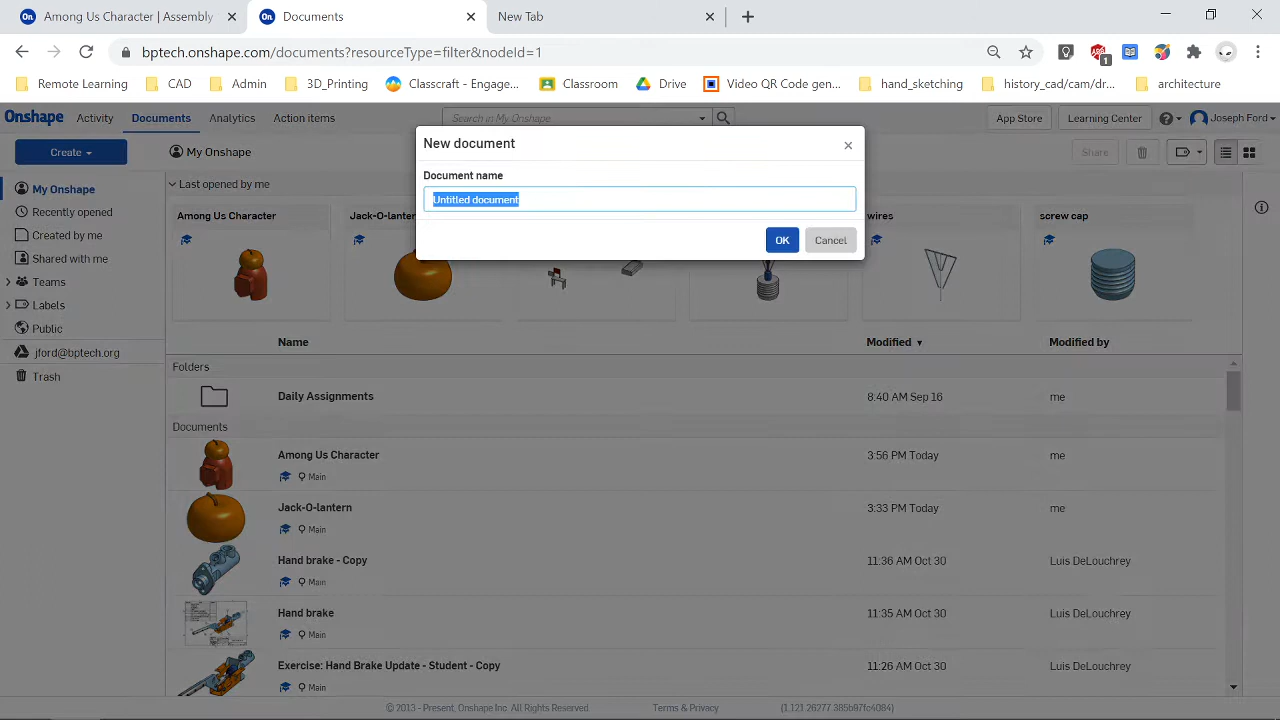 Among Us Character | Assembly
Documents
New Tab
bptech.onshape.com/documents?resourceType=filter&nodeId=1
1
Remote Learning
CAD
Admin
3D_Printing
Classcraft - Engage...
Classroom
Drive
Video QR Code gen...
hand_sketching
history_cad/cam/dr...
architecture
Onshape
Activity
Documents
Analytics
Action items
Search in My Onshape
App Store
Learning Center
Joseph Ford
Create
My Onshape
Share
New document
Document name
Untitled document
OK
Cancel
My Onshape
Recently opened
Created by me
Shared with me
Teams
Labels
Public
jford@bptech.org
Trash
Last opened by me
Among Us Character
Jack-O-lantern
wires
screw cap
Name
Modified
Modified by
Folders
Daily Assignments
8:40 AM Sep 16
me
Documents
Among Us Character
Main
3:56 PM Today
me
Jack-O-lantern
Main
3:33 PM Today
me
Hand brake - Copy
Main
11:36 AM Oct 30
Luis DeLouchrey
Hand brake
Main
11:35 AM Oct 30
Luis DeLouchrey
Exercise: Hand Brake Update - Student - Copy
Main
11:26 AM Oct 30
Luis DeLouchrey
© 2013 - Present, Onshape Inc. All Rights Reserved.
Terms & Privacy
(1.121.26277.385b97fc4084)